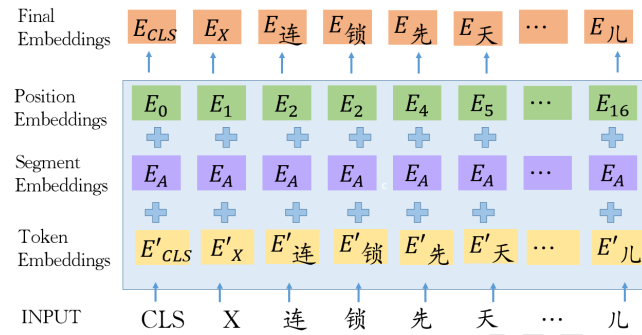 Final Embeddings E_CLS E_X E_连 E_锁 E_先 E_天 ... E_儿
Position Embeddings E_0 E_1 E_2 E_2 E_4 E_5 ... E_16
Segment Embeddings E_A E_A E_A E_A E_A E_A ... E_A
Token Embeddings E'_CLS E'_X E'_连 E'_锁 E'_先 E'_天 ... E'_儿
INPUT CLS X 连 锁 先 天 ... 儿